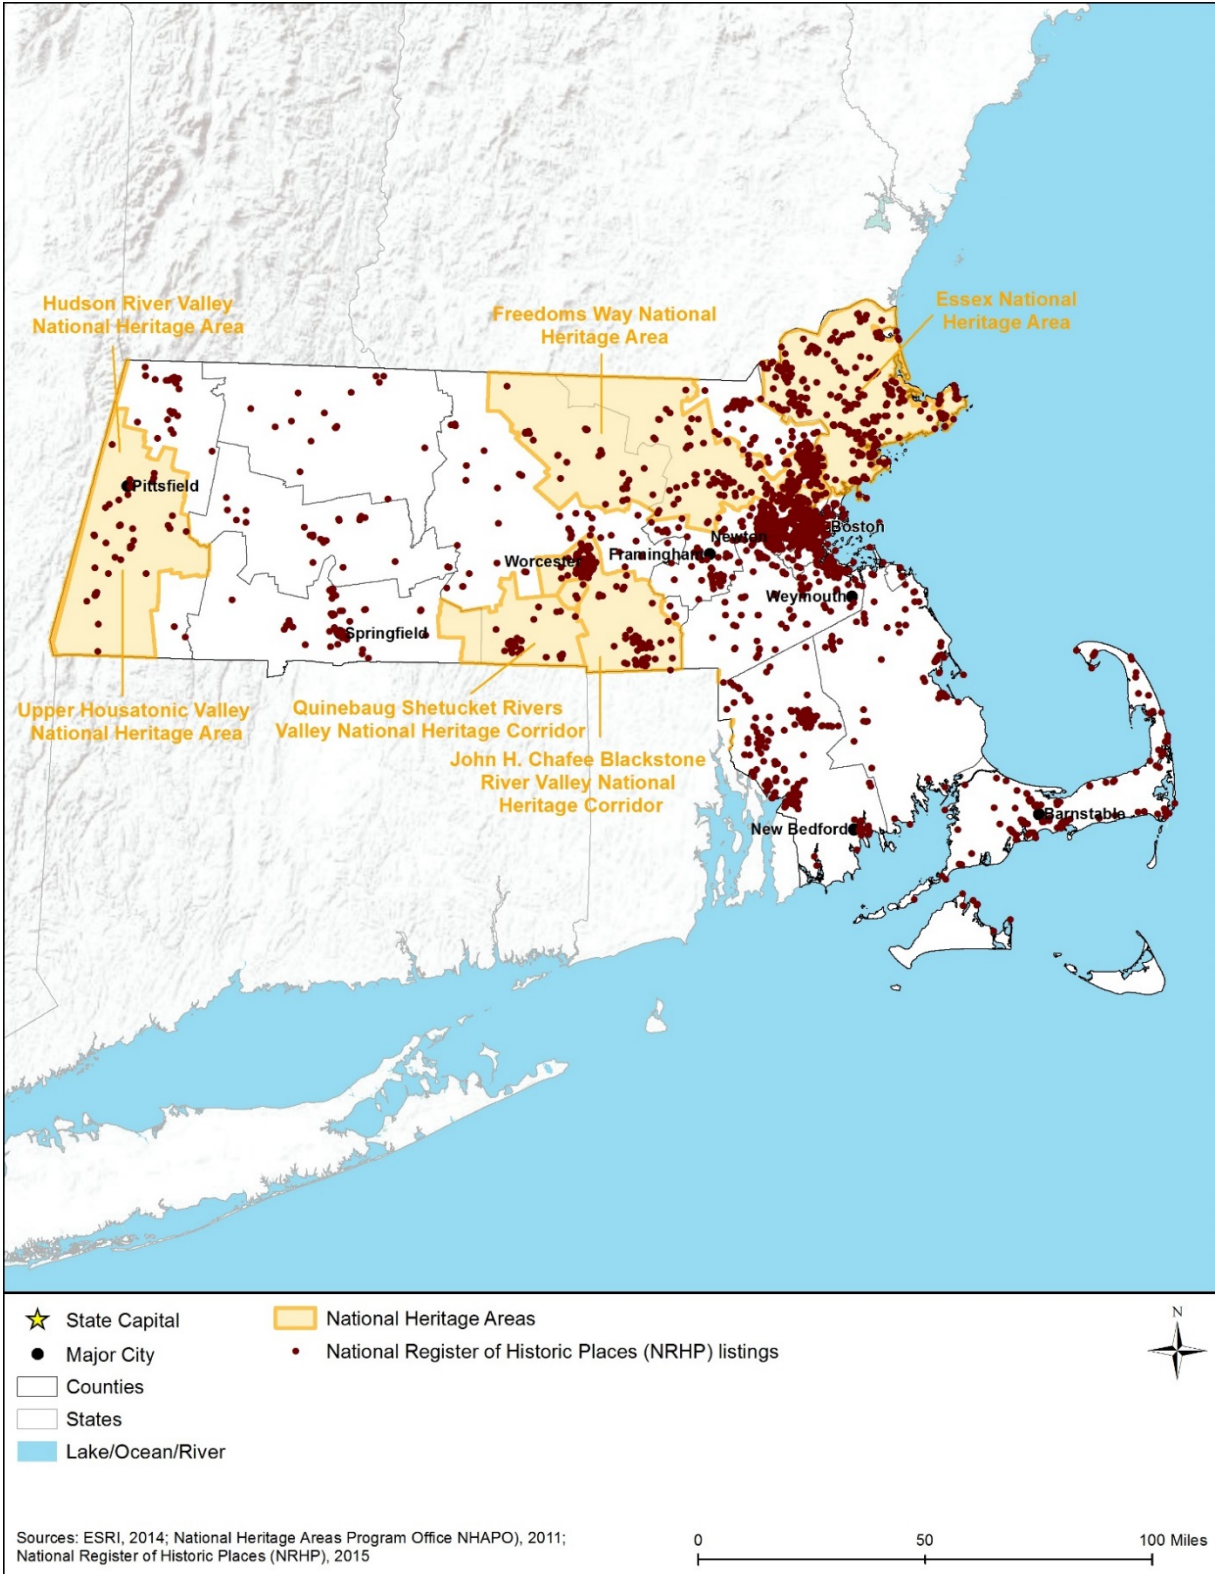 Hudson River Valley
National Heritage Area
Freedoms Way National
Heritage Area
Essex National
Heritage Area
Pittsfield
Boston
Newton
Framingham
Worcester
Weymouth
Springfield
Upper Housatonic Valley
National Heritage Area
Quinebaug Shetucket Rivers
Valley National Heritage Corridor
John H. Chafee Blackstone
River Valley National
Heritage Corridor
New Bedford
Barnstable
State Capital
Major City
Counties
States
Lake/Ocean/River
National Heritage Areas
National Register of Historic Places (NRHP) listings
N
Sources: ESRI, 2014; National Heritage Areas Program Office NHAPO), 2011;
National Register of Historic Places (NRHP), 2015
0 50 100 Miles